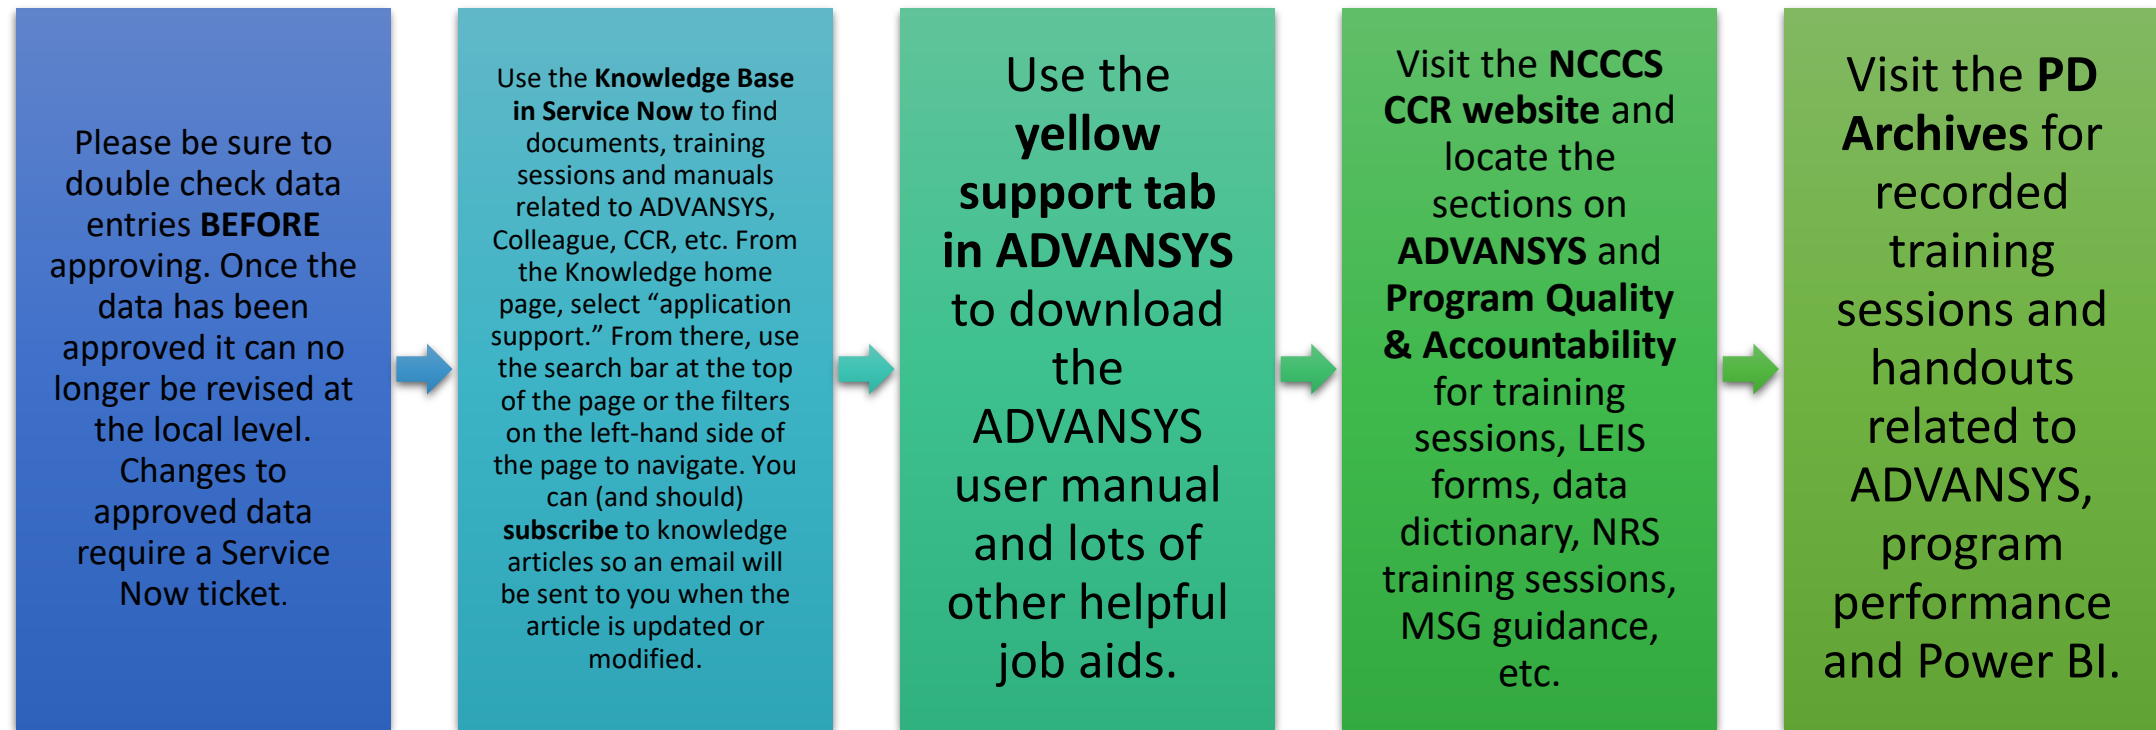 Please be sure to
double check data
entries BEFORE
approving. Once the
data has been
approved it can no
longer be revised at
the local level.
Changes to
approved data
require a Service
Now ticket.
Use the Knowledge Base
in Service Now to find
documents, training
sessions and manuals
related to ADVANSYS,
Colleague, CCR, etc. From
the Knowledge home
page, select “application
support.” From there, use
the search bar at the top
of the page or the filters
on the left-hand side of
the page to navigate. You
can (and should)
subscribe to knowledge
articles so an email will
be sent to you when the
article is updated or
modified.
Use the
yellow
support tab
in ADVANSYS
to download
the
ADVANSYS
user manual
and lots of
other helpful
job aids.
Visit the NCCCS
CCR website and
locate the
sections on
ADVANSYS and
Program Quality
& Accountability
for training
sessions, LEIS
forms, data
dictionary, NRS
training sessions,
MSG guidance,
etc.
Visit the PD
Archives for
recorded
training
sessions and
handouts
related to
ADVANSYS,
program
performance
and Power BI.